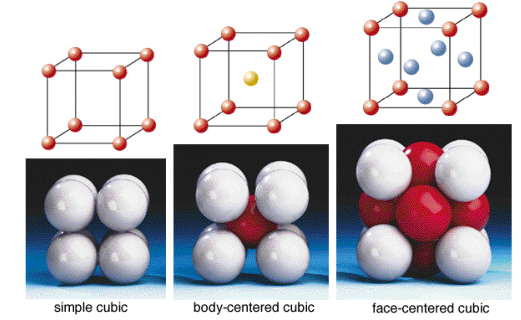 simple cubic
body-centered cubic
face-centered cubic